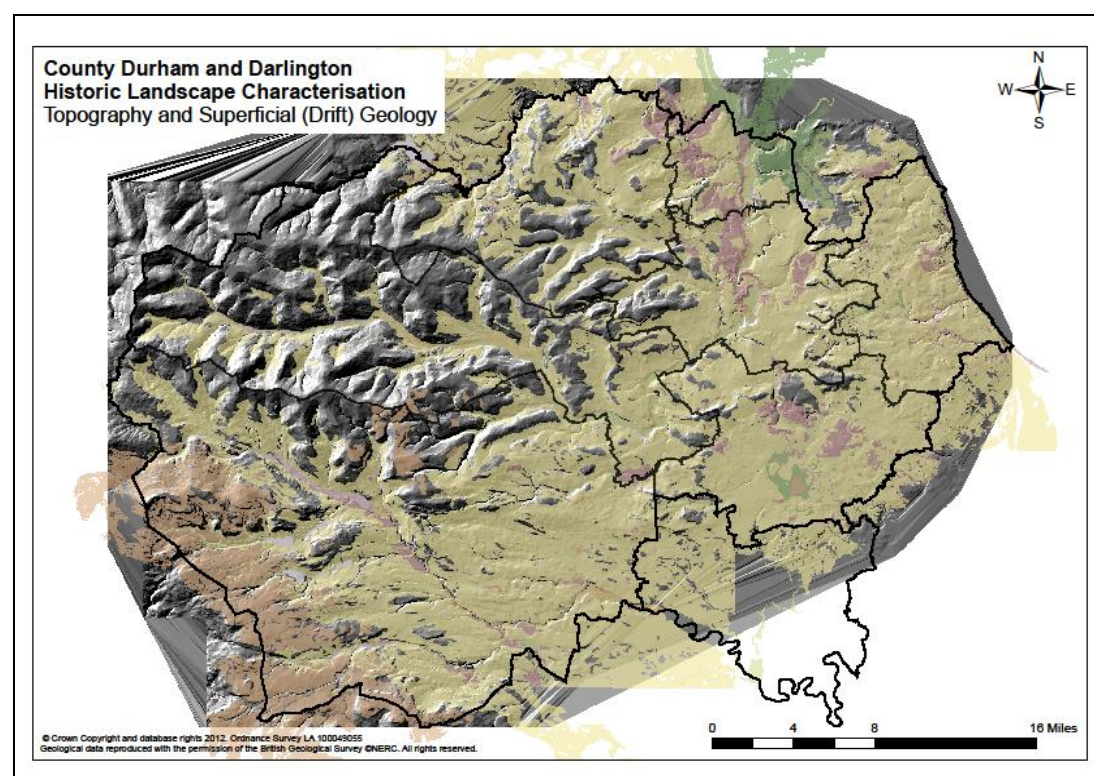 County Durham and Darlington
Historic Landscape Characterisation
Topography and Superficial (Drift) Geology
N
W E
S
© Crown Copyright and database rights 2012. Ordnance Survey LA 100049055
Geological data reproduced with the permission of the British Geological Survey ©NERC. All rights reserved.
0 4 8 16 Miles